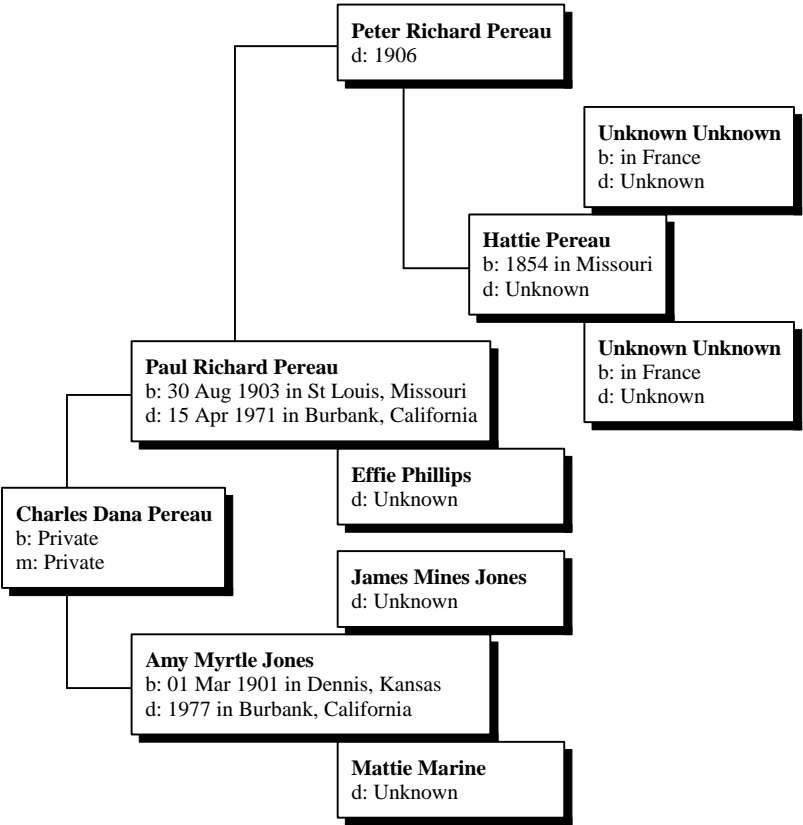 Peter Richard Pereau
d: 1906
Unknown Unknown
b: in France
d: Unknown
Hattie Pereau
b: 1854 in Missouri
d: Unknown
Unknown Unknown
b: in France
d: Unknown
Paul Richard Pereau
b: 30 Aug 1903 in St Louis, Missouri
d: 15 Apr 1971 in Burbank, California
Effie Phillips
d: Unknown
Charles Dana Pereau
b: Private
m: Private
James Mines Jones
d: Unknown
Amy Myrtle Jones
b: 01 Mar 1901 in Dennis, Kansas
d: 1977 in Burbank, California
Mattie Marine
d: Unknown